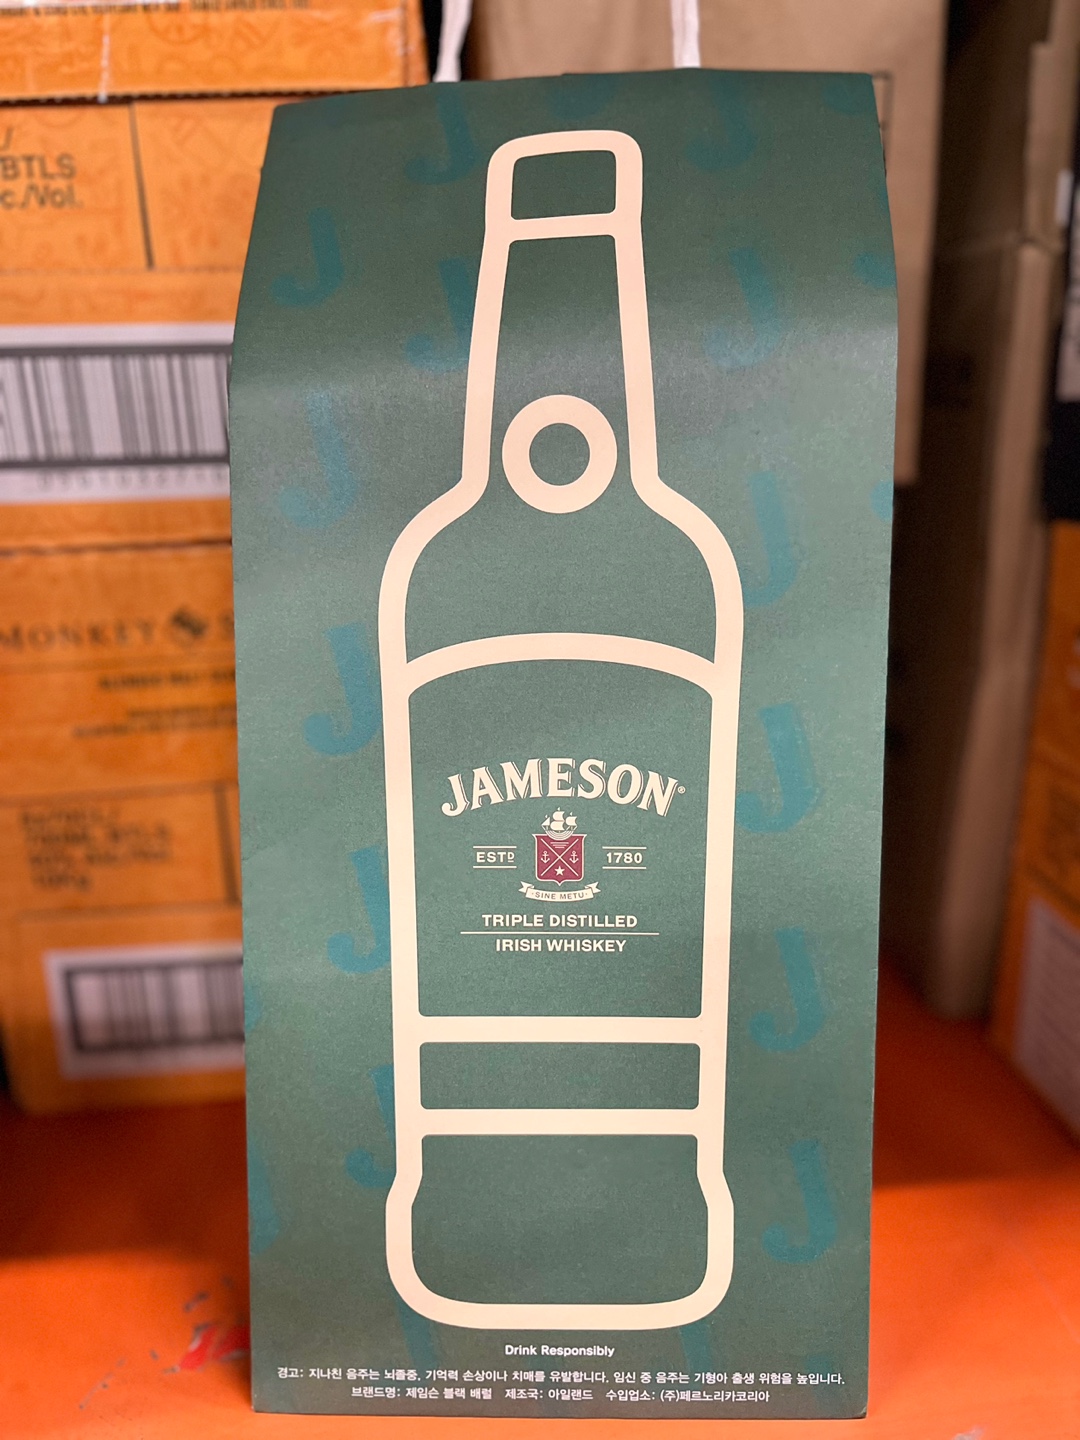 BTLS
c./Vol.
MONKEY
JAMESON®
ESTD 1780
SINE METU
TRIPLE DISTILLED
IRISH WHISKEY
Drink Responsibly
경고: 지나친 음주는 뇌졸중, 기억력 손상이나 치매를 유발합니다. 임신 중 음주는 기형아 출생 위험을 높입니다.
브랜드명: 제임슨 블랙 배럴 제조국: 아일랜드 수입업소: (주)페르노리카코리아